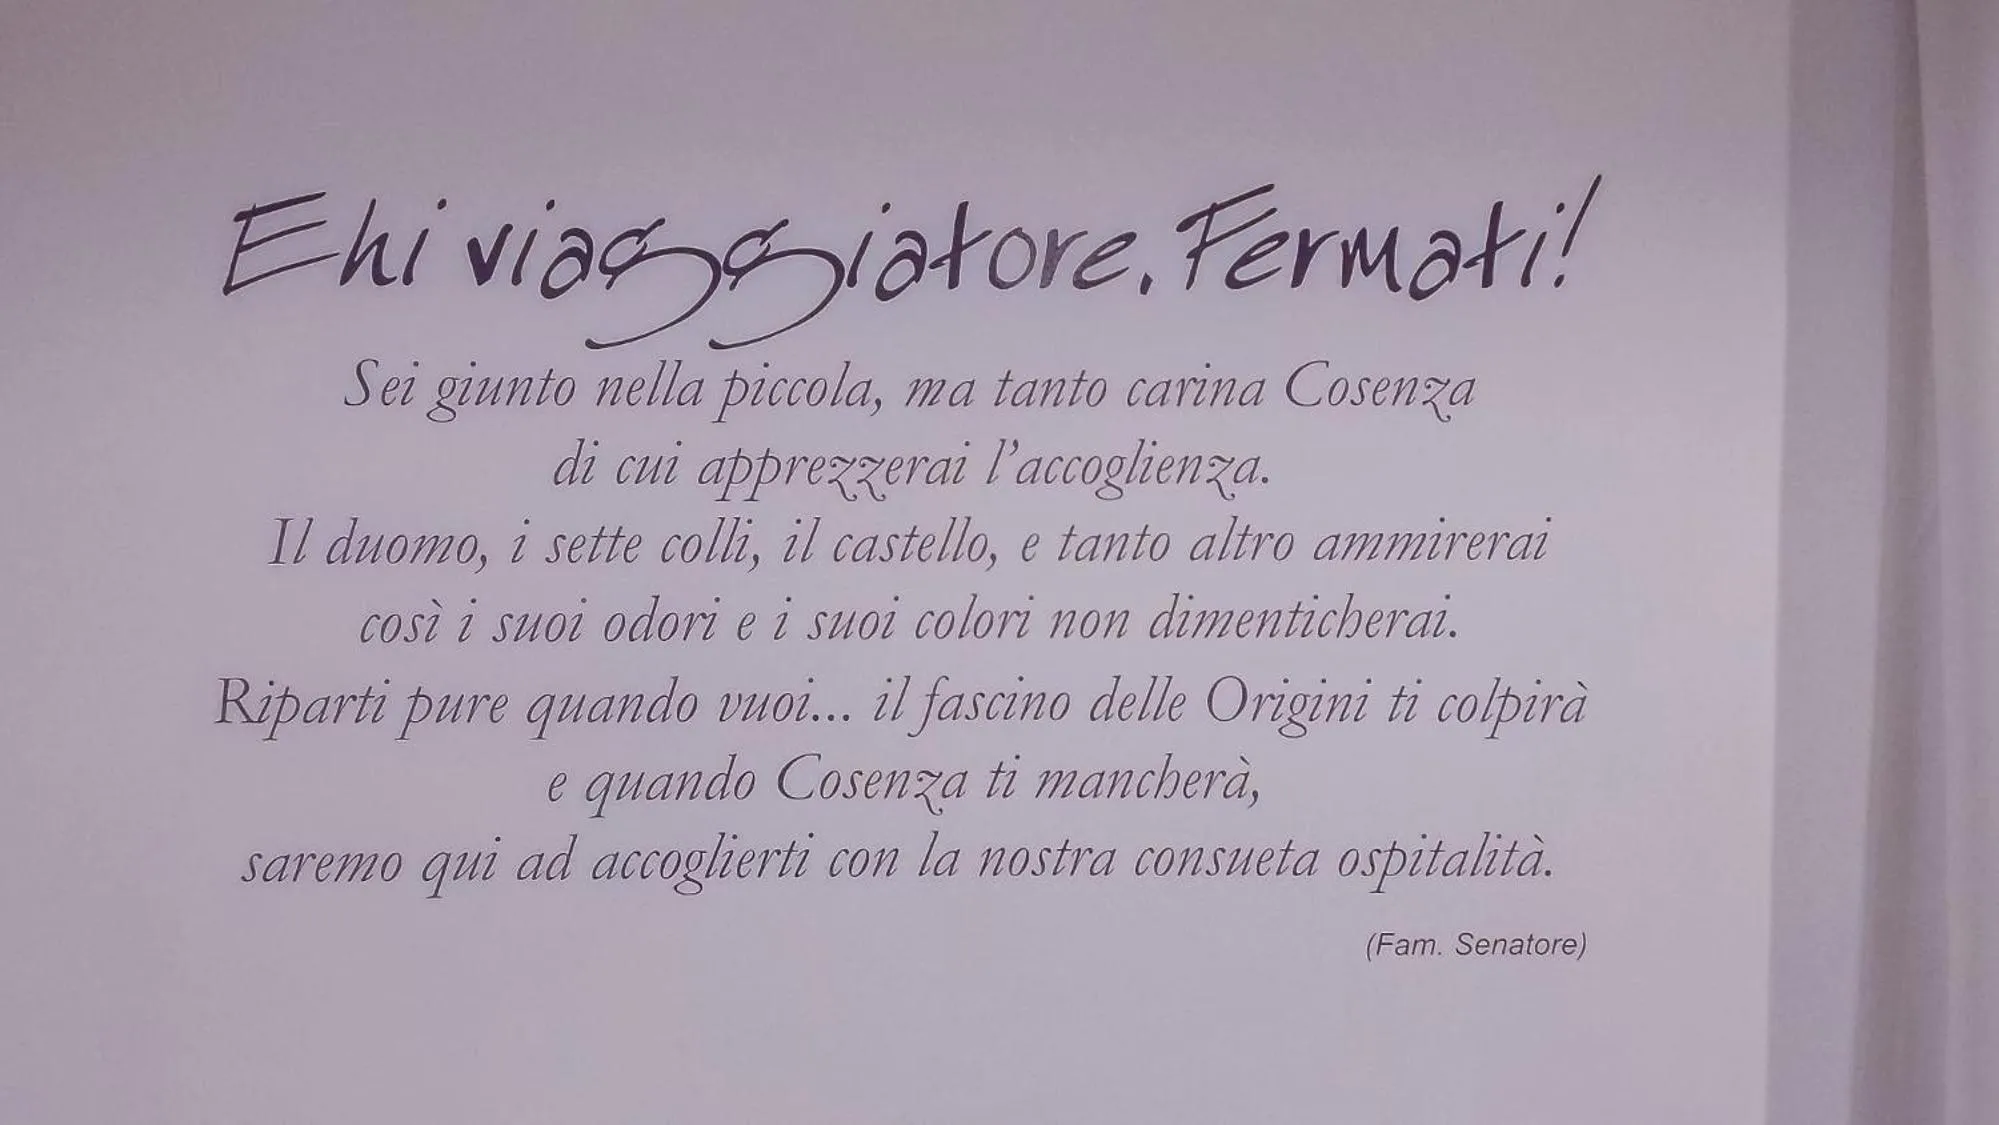 Ehi viaggiatore. Fermati!
Sei giunto nella piccola, ma tanto carina Cosenza
di cui apprezzerai l'accoglienza.
Il duomo, i sette colli, il castello, e tanto altro ammirerai
così i suoi odori e i suoi colori non dimenticherai.
Riparti pure quando vuoi... il fascino delle Origini ti colpirà
e quando Cosenza ti mancherà,
saremo qui ad accoglierti con la nostra consueta ospitalità.
(Fam. Senatore)